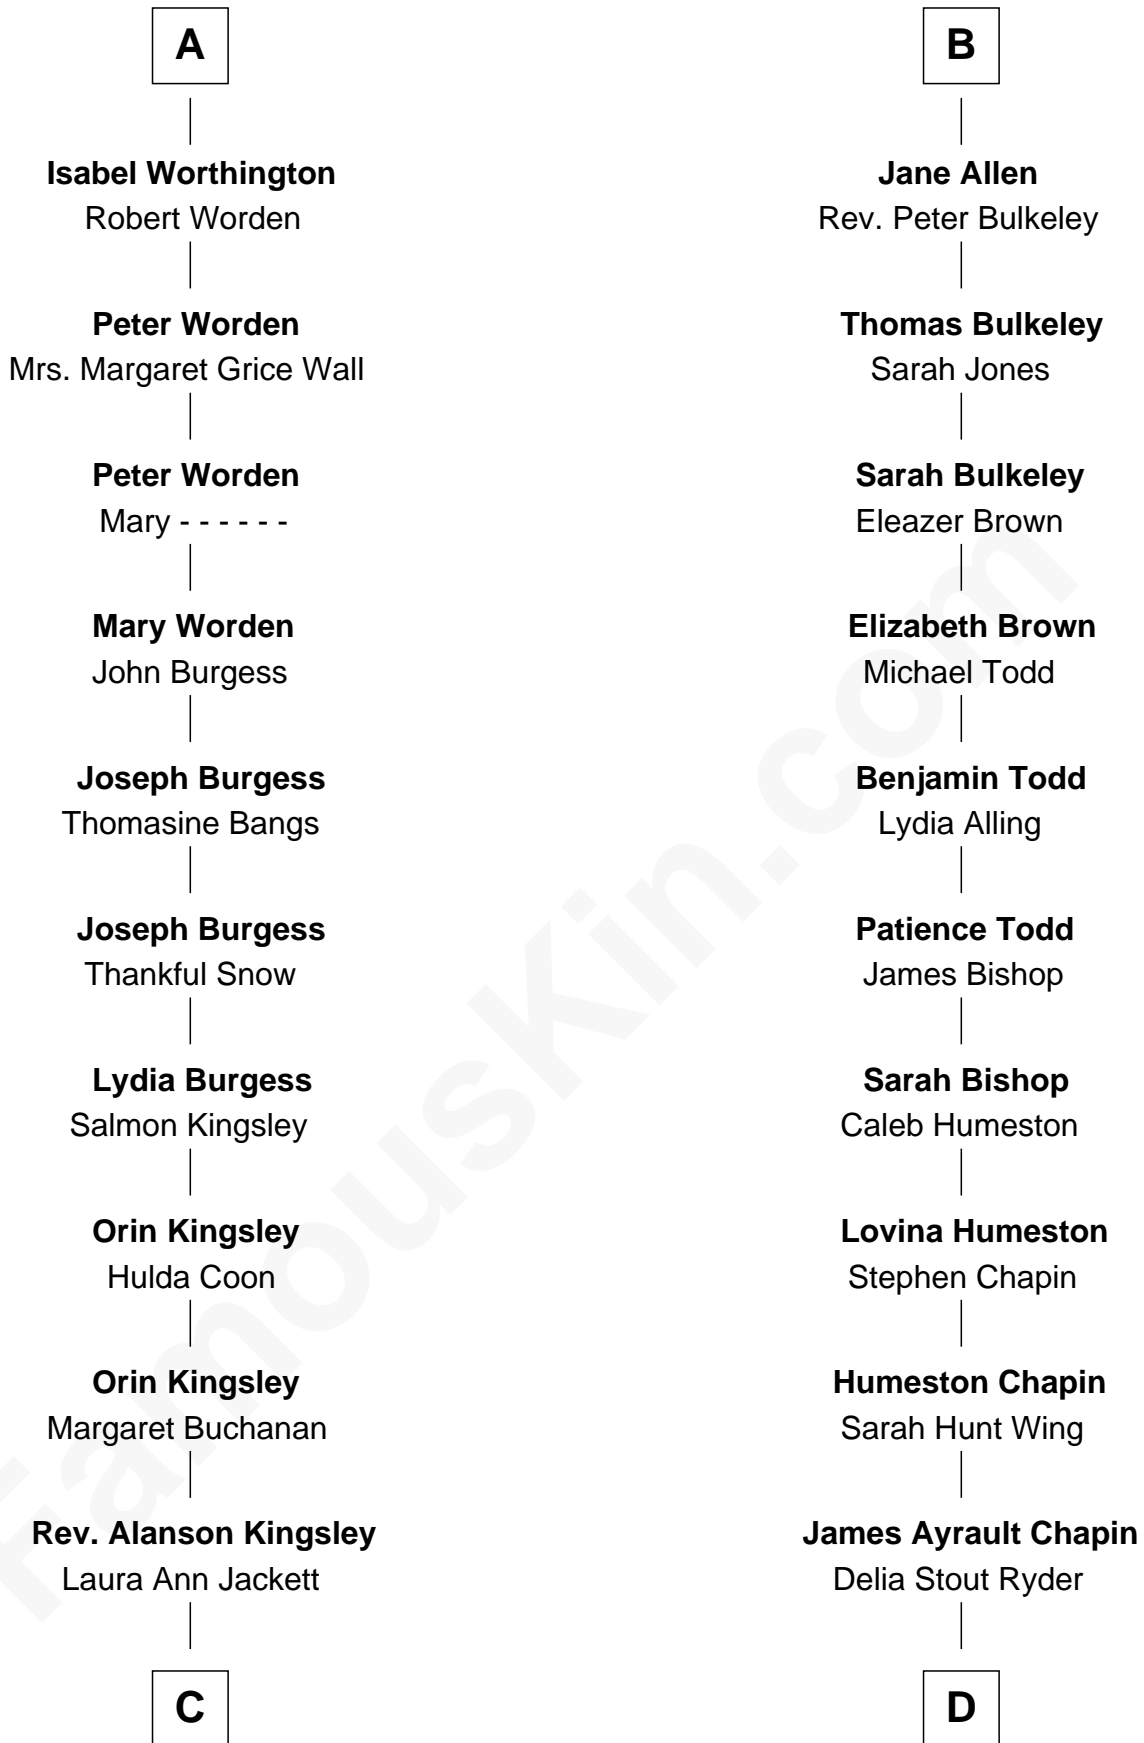 A
Isabel Worthington
Robert Worden
Peter Worden
Mrs. Margaret Grice Wall
Peter Worden
Mary - - - - - -
Mary Worden
John Burgess
Joseph Burgess
Thomasine Bangs
Joseph Burgess
Thankful Snow
Lydia Burgess
Salmon Kingsley
Orin Kingsley
Hulda Coon
Orin Kingsley
Margaret Buchanan
Rev. Alanson Kingsley
Laura Ann Jackett
C
B
Jane Allen
Rev. Peter Bulkeley
Thomas Bulkeley
Sarah Jones
Sarah Bulkeley
Eleazer Brown
Elizabeth Brown
Michael Todd
Benjamin Todd
Lydia Alling
Patience Todd
James Bishop
Sarah Bishop
Caleb Humeston
Lovina Humeston
Stephen Chapin
Humeston Chapin
Sarah Hunt Wing
James Ayrault Chapin
Delia Stout Ryder
D
FamousKin.com